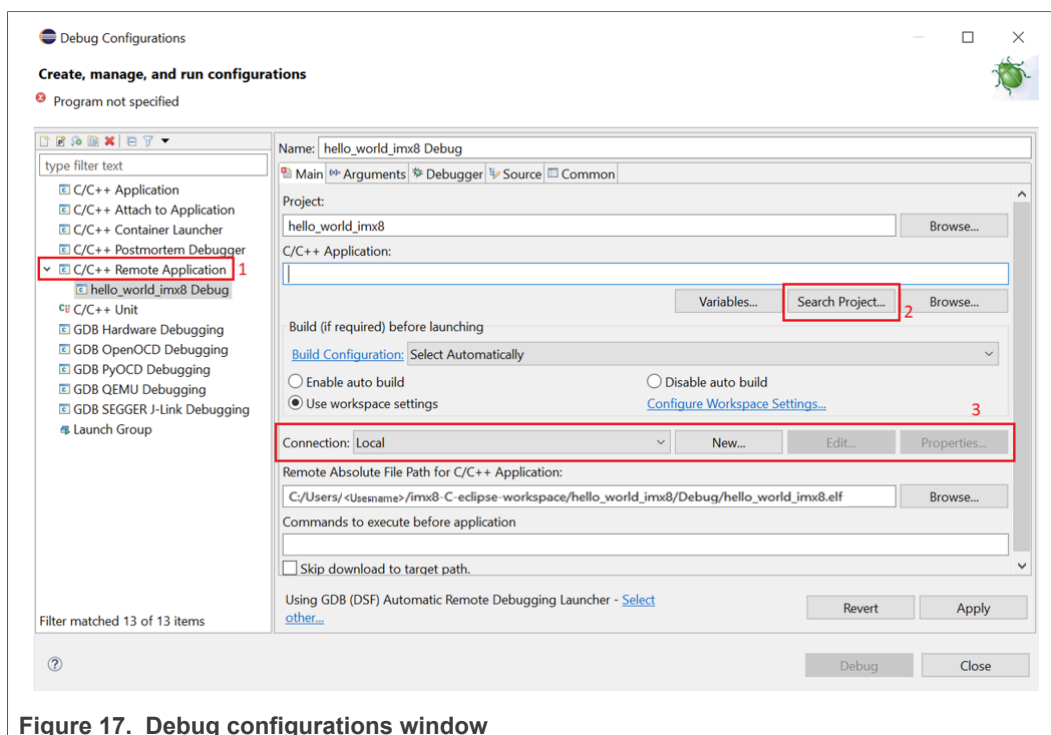 Debug Configurations
Create, manage, and run configurations
Program not specified
type filter text
C/C++ Application
C/C++ Attach to Application
C/C++ Container Launcher
C/C++ Postmortem Debugger
C/C++ Remote Application 1
hello_world_imx8 Debug
C/C++ Unit
GDB Hardware Debugging
GDB OpenOCD Debugging
GDB PyOCD Debugging
GDB QEMU Debugging
GDB SEGGER J-Link Debugging
Launch Group
Filter matched 13 of 13 items
Name: hello_world_imx8 Debug
Main Arguments Debugger Source Common
Project:
hello_world_imx8 Browse...
C/C++ Application:
Variables... Search Project... 2 Browse...
Build (if required) before launching
Build Configuration: Select Automatically
Enable auto build Disable auto build
Use workspace settings Configure Workspace Settings...
3
Connection: Local New... Edit... Properties...
Remote Absolute File Path for C/C++ Application:
C:/Users/<Usesname>/imx8-C-eclipse-workspace/hello_world_imx8/Debug/hello_world_imx8.elf Browse...
Commands to execute before application
Skip download to target path.
Using GDB (DSF) Automatic Remote Debugging Launcher - Select
other...
Revert Apply
Debug Close
Figure 17. Debug configurations window